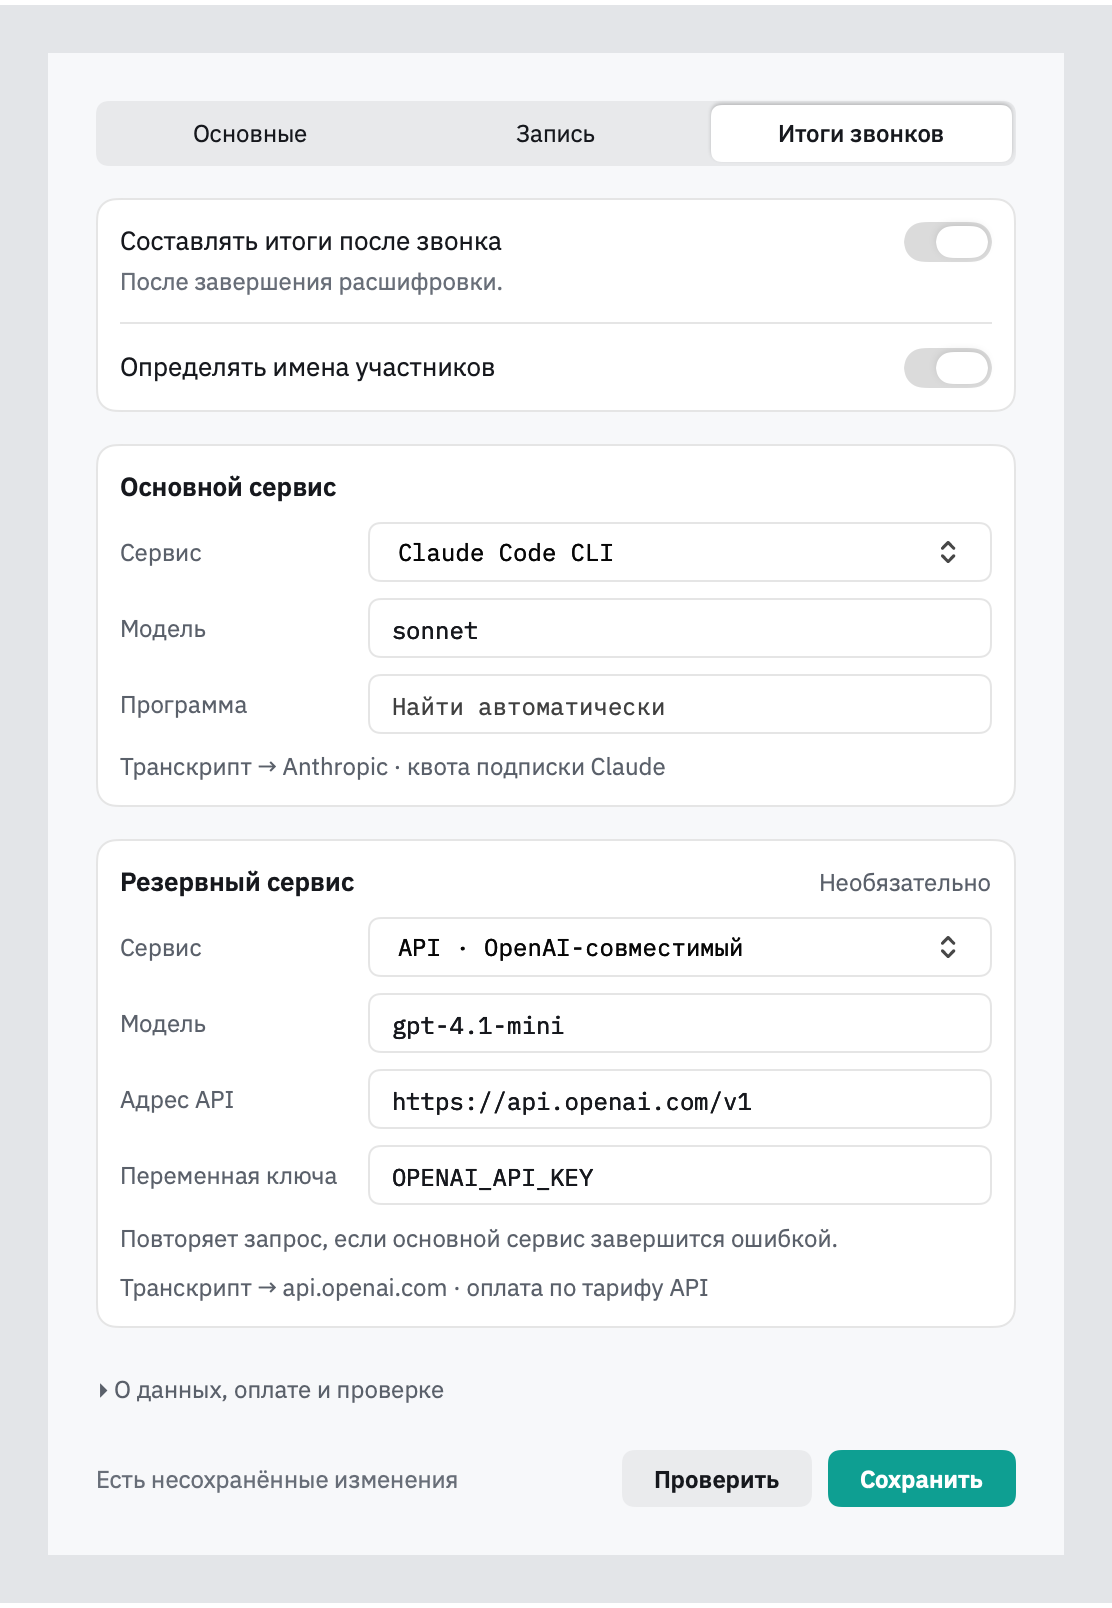 Основные
Запись
Итоги звонков
Составлять итоги после звонка
После завершения расшифровки.
Определять имена участников
Основной сервис
Сервис
Claude Code CLI
Модель
sonnet
Программа
Найти автоматически
Транскрипт → Anthropic · квота подписки Claude
Резервный сервис
Необязательно
Сервис
API · OpenAI-совместимый
Модель
gpt-4.1-mini
Адрес API
https://api.openai.com/v1
Переменная ключа
OPENAI_API_KEY
Повторяет запрос, если основной сервис завершится ошибкой.
Транскрипт → api.openai.com · оплата по тарифу API
О данных, оплате и проверке
Есть несохранённые изменения
Проверить
Сохранить